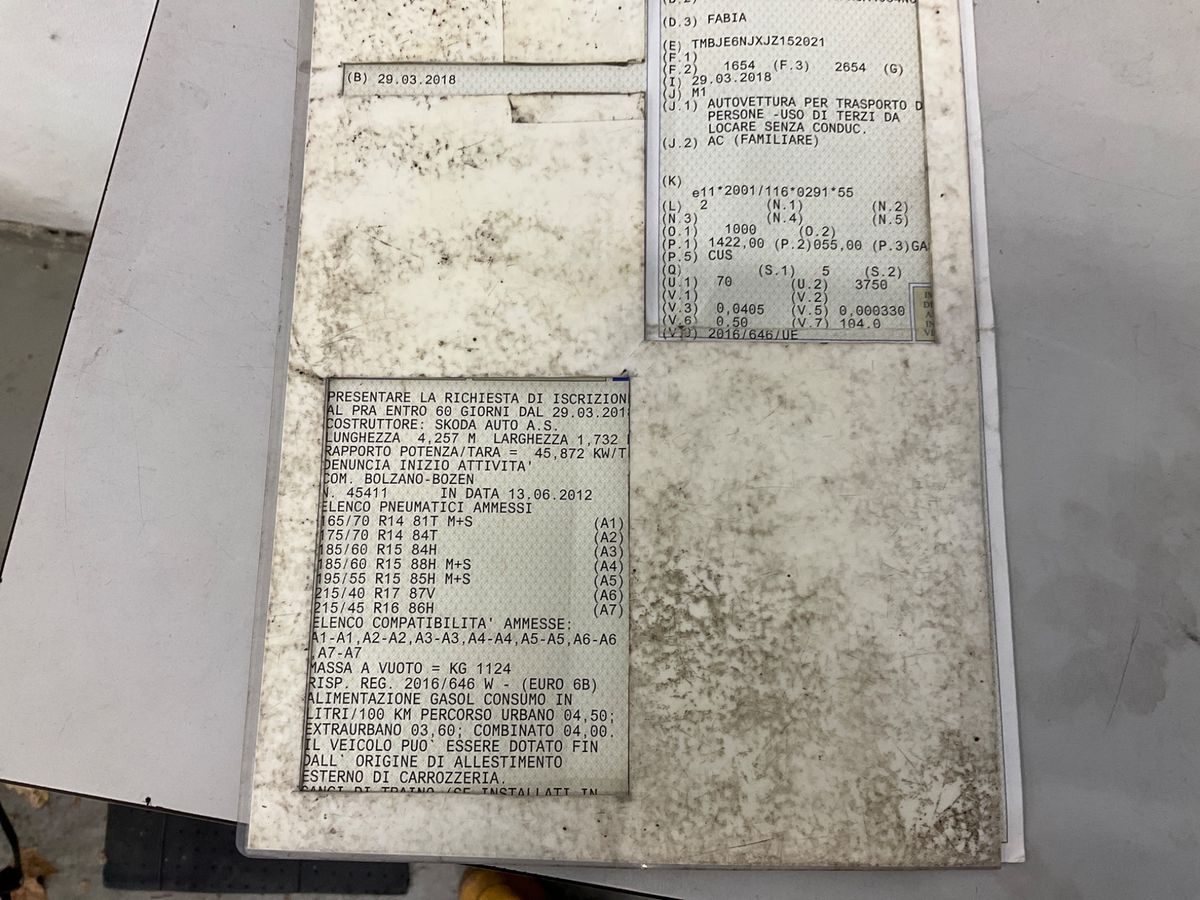 (B) 29.03.2018
(D.3) FABIA
(E) TMBJE6NJXJZ152021
(F.1)
(F.2) 1654 (F.3) 2654 (G)
(I) 29.03.2018
(J) M1
(J.1) AUTOVETTURA PER TRASPORTO D
PERSONE -USO DI TERZI DA
LOCARE SENZA CONDUC.
(J.2) AC (FAMILIARE)
(K)
e11*2001/116*0291*55
(L) 2 (N.1) (N.2)
(N.3) (N.4) (N.5)
(O.1) 1000 (O.2)
(P.1) 1422,00 (P.2)055,00 (P.3)GA
(P.5) CUS
(Q) (S.1) 5 (S.2)
(U.1) 70 (U.2) 3750
(V.1) (V.2)
(V.3) 0,0405 (V.5) 0,000330
(V.6 0,50 (V.7) 104.0
2016/646/UE
PRESENTARE LA RICHIESTA DI ISCRIZION
AL PRA ENTRO 60 GIORNI DAL 29.03.201
COSTRUTTORE: SKODA AUTO A.S.
LUNGHEZZA 4,257 M LARGHEZZA 1,732
RAPPORTO POTENZA/TARA = 45,872 KW/T
DENUNCIA INIZIO ATTIVITA'
COM. BOLZANO-BOZEN
N. 45411 IN DATA 13.06.2012
ELENCO PNEUMATICI AMMESSI
165/70 R14 81T M+S (A1)
175/70 R14 84T (A2)
185/60 R15 84H (A3)
185/60 R15 88H M+S (A4)
195/55 R15 85H M+S (A5)
215/40 R17 87V (A6)
215/45 R16 86H (A7)
ELENCO COMPATIBILITA' AMMESSE:
A1-A1,A2-A2,A3-A3,A4-A4,A5-A5,A6-A6
,A7-A7
MASSA A VUOTO = KG 1124
RISP. REG. 2016/646 W - (EURO 6B)
ALIMENTAZIONE GASOL CONSUMO IN
LITRI/100 KM PERCORSO URBANO 04,50;
EXTRAURBANO 03,60; COMBINATO 04,00.
IL VEICOLO PUO` ESSERE DOTATO FIN
DALL' ORIGINE DI ALLESTIMENTO
ESTERNO DI CARROZZERIA.
GANCI DI TRAINO (SE INSTALLATI IN